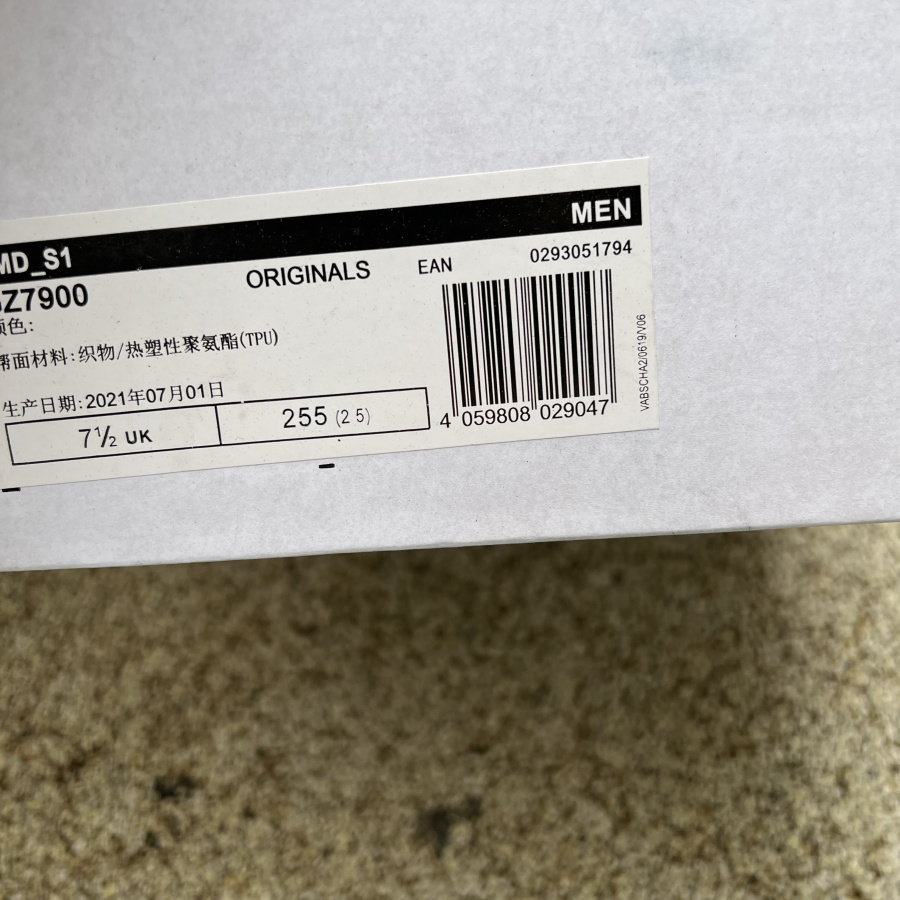 MEN
MD_S1
ORIGINALS
EAN
0293051794
Z7900
颜色:
帮面材料:织物/热塑性聚氨酯(TPU)
生产日期:2021年07月01日
7½ UK
255 (2 5)
4 059808 029047
VABSCHA2/0619/V06